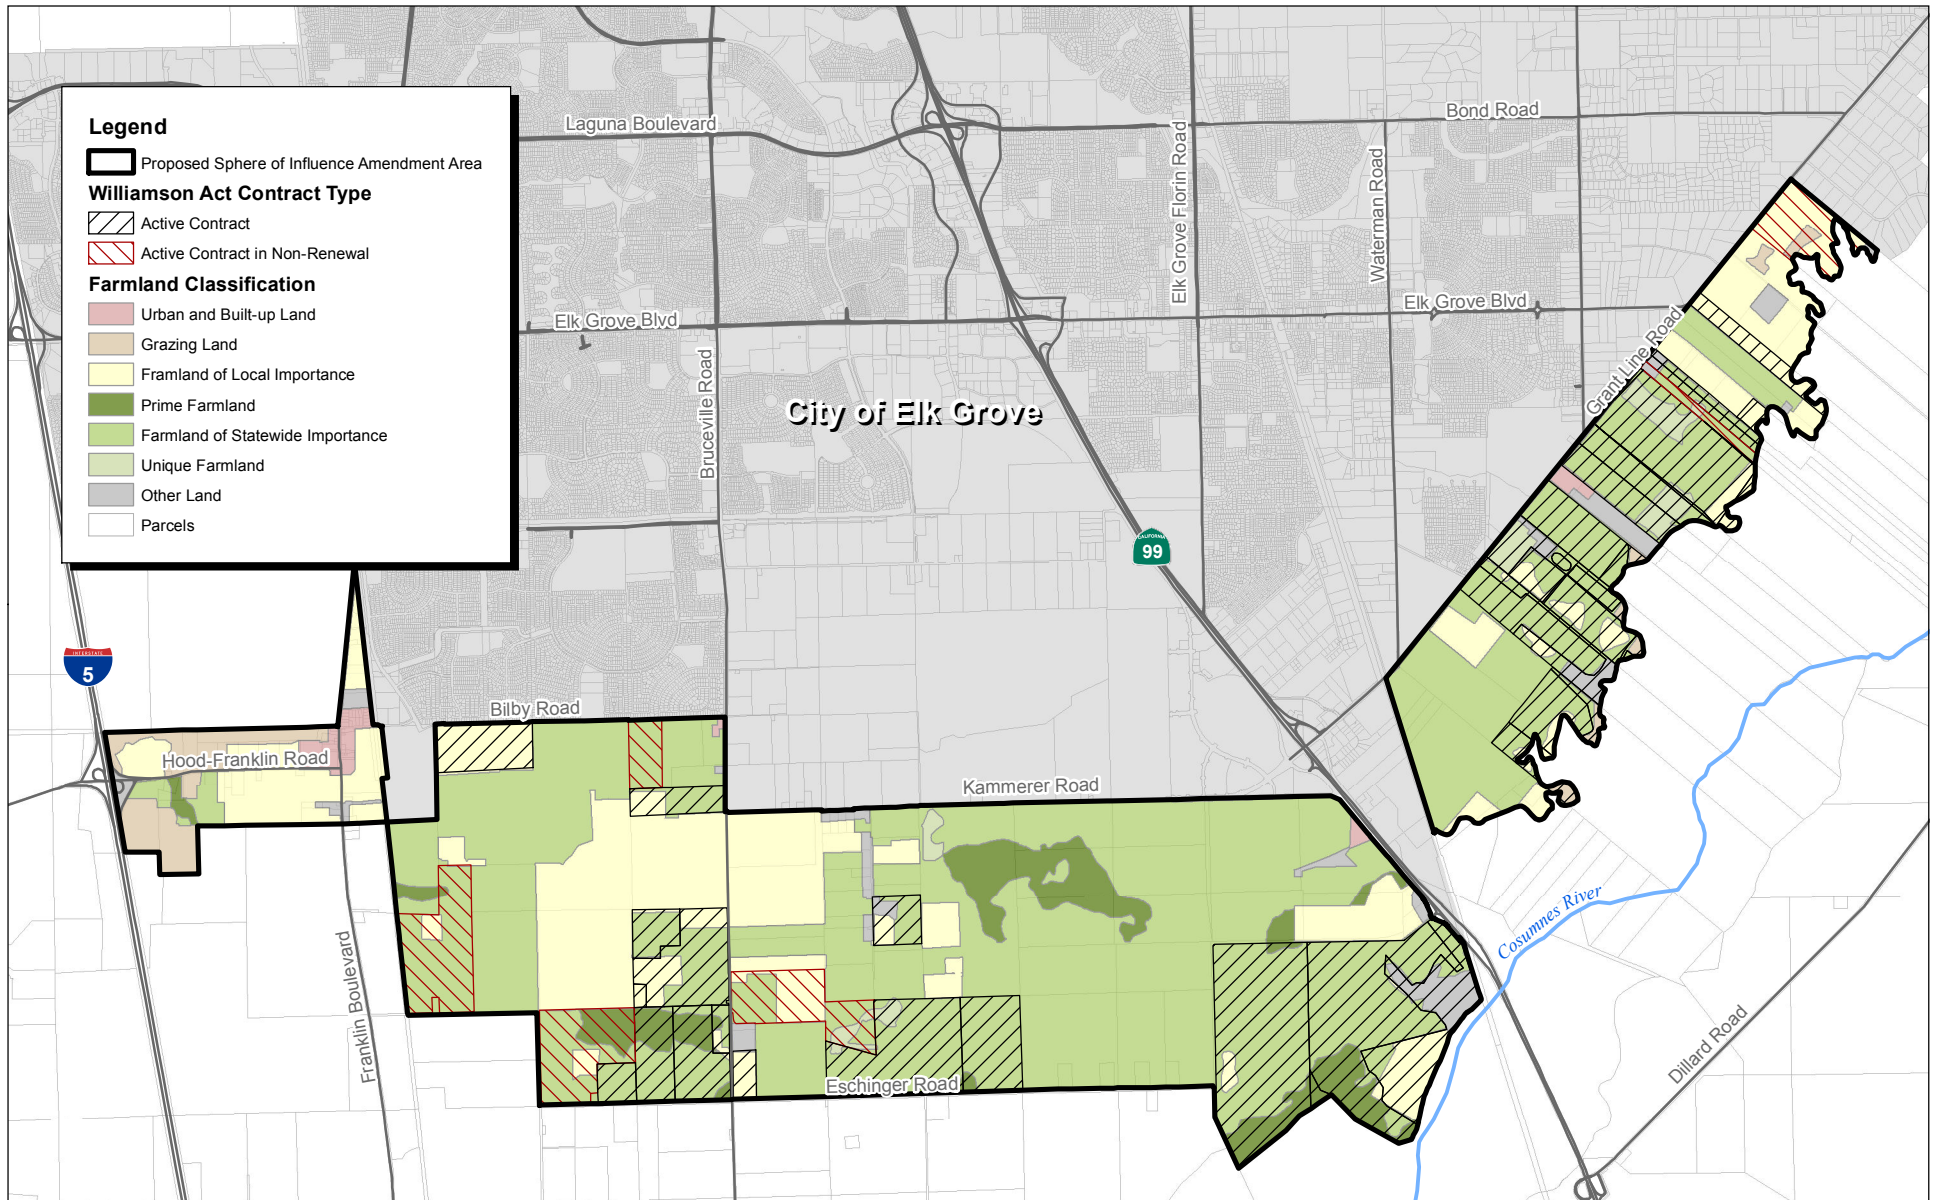 Legend
Proposed Sphere of Influence Amendment Area
Williamson Act Contract Type
Active Contract
Active Contract in Non-Renewal
Farmland Classification
Urban and Built-up Land
Grazing Land
Framland of Local Importance
Prime Farmland
Farmland of Statewide Importance
Unique Farmland
Other Land
Parcels
Laguna Boulevard
Bond Road
Elk Grove Florin Road
Waterman Road
Elk Grove Blvd
Elk Grove Blvd
Grant Line Road
Bruceville Road
City of Elk Grove
CALIFORNIA
99
INTERSTATE
5
Bilby Road
Hood-Franklin Road
Kammerer Road
Franklin Boulevard
Eschinger Road
Cosumnes River
Dillard Road